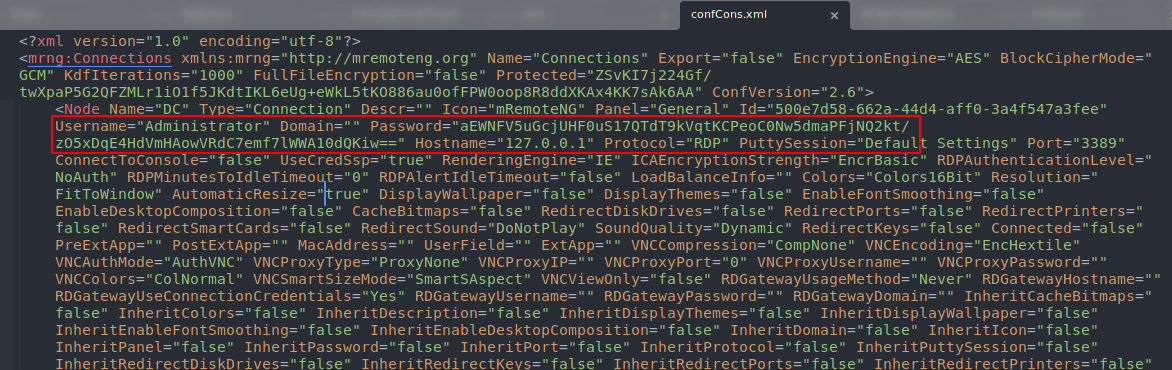 confCons.xml ×
<?xml version="1.0" encoding="utf-8"?>
<mrng:Connections xmlns:mrng="http://mremoteng.org" Name="Connections" Export="false" EncryptionEngine="AES" BlockCipherMode="
GCM" KdfIterations="1000" FullFileEncryption="false" Protected="ZSvKI7j224Gf/
twXpaP5G2QFZMLr1iO1f5JKdtIKL6eUg+eWkL5tKO886au0ofFPW0oop8R8ddXKAx4KK7sAk6AA" ConfVersion="2.6">
<Node Name="DC" Type="Connection" Descr="" Icon="mRemoteNG" Panel="General" Id="500e7d58-662a-44d4-aff0-3a4f547a3fee"
Username="Administrator" Domain="" Password="aEWNFV5uGcjUHF0uS17QTdT9kVqtKCPeoC0Nw5dmaPFjNQ2kt/
zO5xDqE4HdVmHAowVRdC7emf7lWWA10dQKiw==" Hostname="127.0.0.1" Protocol="RDP" PuttySession="Default Settings" Port="3389"
ConnectToConsole="false" UseCredSsp="true" RenderingEngine="IE" ICAEncryptionStrength="EncrBasic" RDPAuthenticationLevel="
NoAuth" RDPMinutesToIdleTimeout="0" RDPAlertIdleTimeout="false" LoadBalanceInfo="" Colors="Colors16Bit" Resolution="
FitToWindow" AutomaticResize="true" DisplayWallpaper="false" DisplayThemes="false" EnableFontSmoothing="false"
EnableDesktopComposition="false" CacheBitmaps="false" RedirectDiskDrives="false" RedirectPorts="false" RedirectPrinters="
false" RedirectSmartCards="false" RedirectSound="DoNotPlay" SoundQuality="Dynamic" RedirectKeys="false" Connected="false"
PreExtApp="" PostExtApp="" MacAddress="" UserField="" ExtApp="" VNCCompression="CompNone" VNCEncoding="EncHextile"
VNCAuthMode="AuthVNC" VNCProxyType="ProxyNone" VNCProxyIP="" VNCProxyPort="0" VNCProxyUsername="" VNCProxyPassword=""
VNCColors="ColNormal" VNCSmartSizeMode="SmartSAspect" VNCViewOnly="false" RDGatewayUsageMethod="Never" RDGatewayHostname=""
RDGatewayUseConnectionCredentials="Yes" RDGatewayUsername="" RDGatewayPassword="" RDGatewayDomain="" InheritCacheBitmaps="
false" InheritColors="false" InheritDescription="false" InheritDisplayThemes="false" InheritDisplayWallpaper="false"
InheritEnableFontSmoothing="false" InheritEnableDesktopComposition="false" InheritDomain="false" InheritIcon="false"
InheritPanel="false" InheritPassword="false" InheritPort="false" InheritProtocol="false" InheritPuttySession="false"
InheritRedirectDiskDrives="false" InheritRedirectKeys="false" InheritRedirectPorts="false" InheritRedirectPrinters="false"